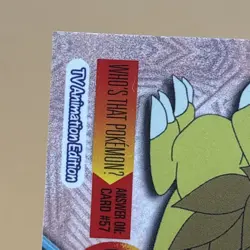 TV Animation Edition
WHO'S THAT POKÉMON?
ANSWER ON:
CARD #57